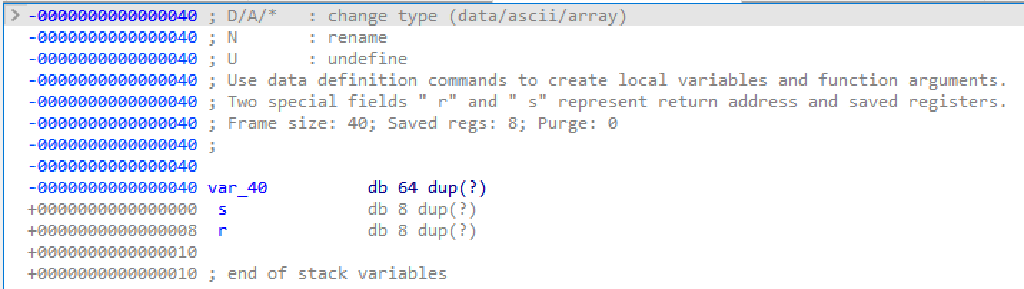 -0000000000000040 ; D/A/*   : change type (data/ascii/array)
-0000000000000040 ; N       : rename
-0000000000000040 ; U       : undefine
-0000000000000040 ; Use data definition commands to create local variables and function arguments.
-0000000000000040 ; Two special fields " r" and " s" represent return address and saved registers.
-0000000000000040 ; Frame size: 40; Saved regs: 8; Purge: 0
-0000000000000040 ;
-0000000000000040
-0000000000000040 var_40          db 64 dup(?)
+0000000000000000  s              db 8 dup(?)
+0000000000000008  r              db 8 dup(?)
+0000000000000010
+0000000000000010 ; end of stack variables